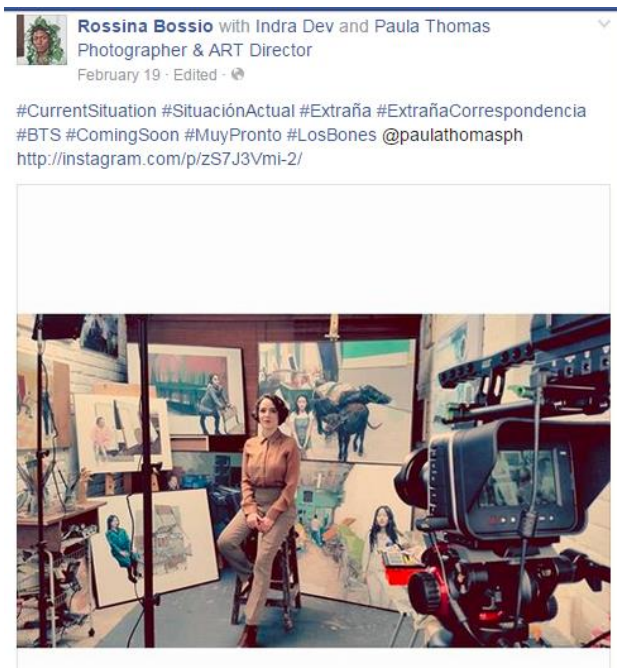 Rossina Bossio with Indra Dev and Paula Thomas
Photographer & ART Director
February 19 · Edited ·
#CurrentSituation #SituaciónActual #Extraña #ExtrañaCorrespondencia
#BTS #ComingSoon #MuyPronto #LosBones @paulathomasph
http://instagram.com/p/zS7J3Vmi-2/